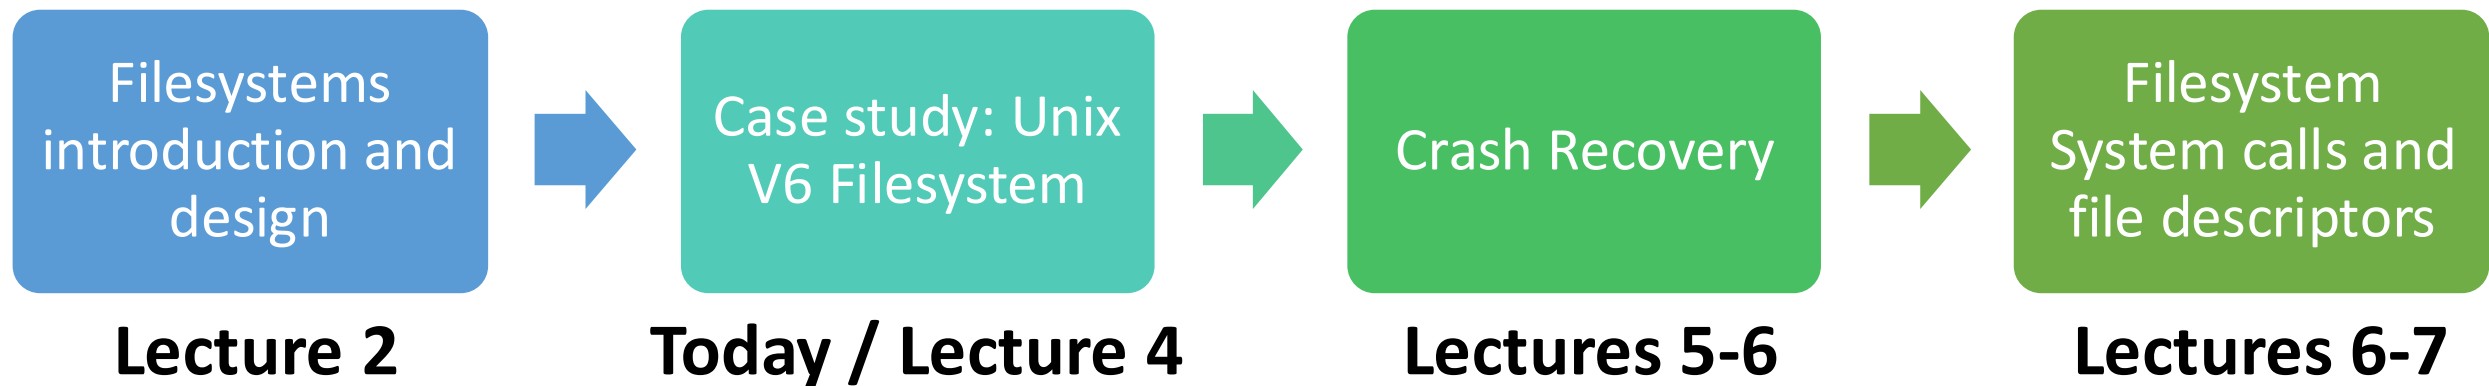 Filesystems
introduction and
design
Lecture 2
Case study: Unix
V6 Filesystem
Today / Lecture 4
Crash Recovery
Lectures 5-6
Filesystem
System calls and
file descriptors
Lectures 6-7